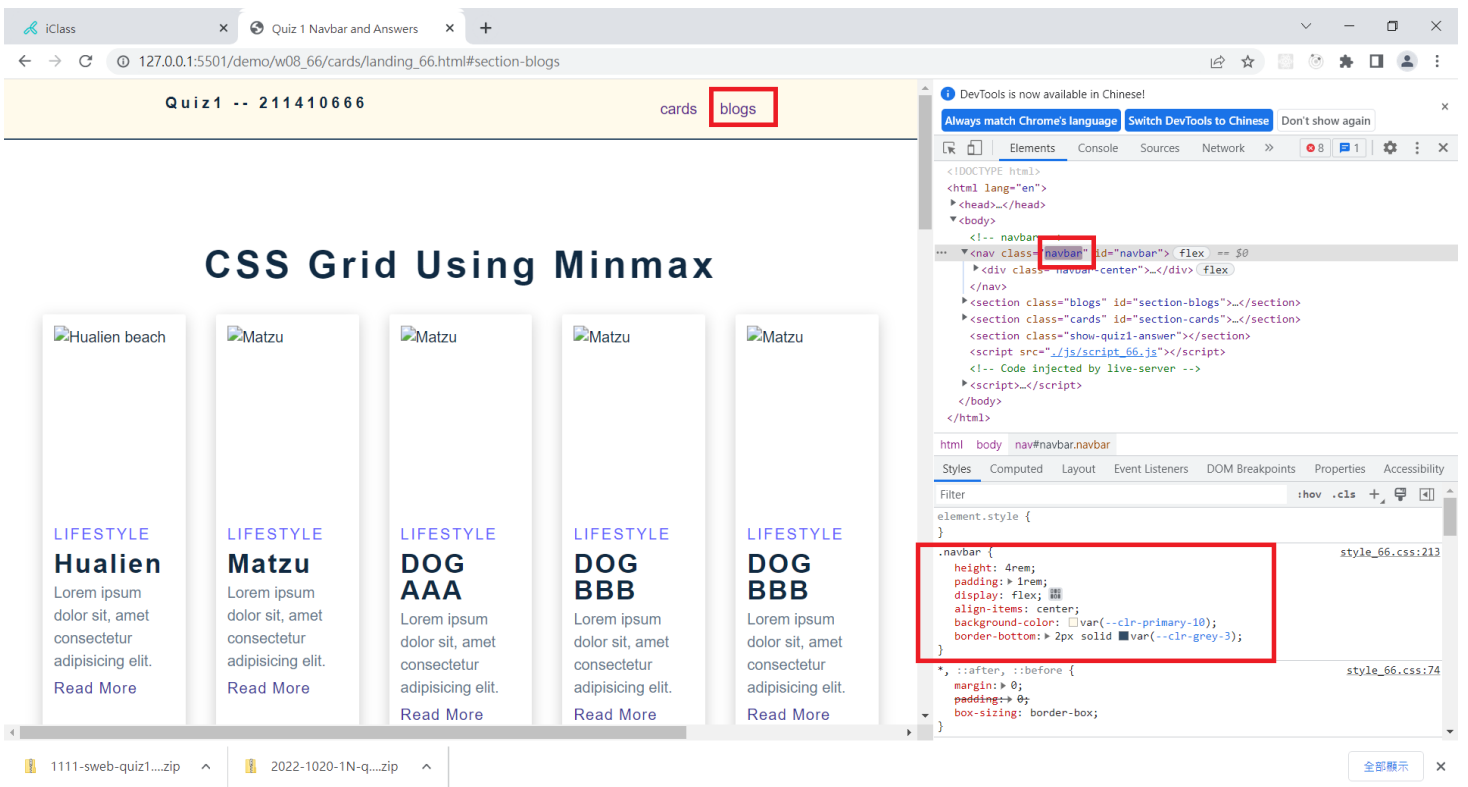 iClass
Quiz 1 Navbar and Answers
127.0.0.1:5501/demo/w08_66/cards/landing_66.html#section-blogs
Quiz1 -- 211410666
cards blogs
CSS Grid Using Minmax
Hualien beach
LIFESTYLE
Hualien
Lorem ipsum
dolor sit, amet
consectetur
adipisicing elit.
Read More
Matzu
LIFESTYLE
Matzu
Lorem ipsum
dolor sit, amet
consectetur
adipisicing elit.
Read More
Matzu
LIFESTYLE
DOG
AAA
Lorem ipsum
dolor sit, amet
consectetur
adipisicing elit.
Read More
Matzu
LIFESTYLE
DOG
BBB
Lorem ipsum
dolor sit, amet
consectetur
adipisicing elit.
Read More
Matzu
LIFESTYLE
DOG
BBB
Lorem ipsum
dolor sit, amet
consectetur
adipisicing elit.
Read More
DevTools is now available in Chinese!
Always match Chrome's language Switch DevTools to Chinese Don't show again
Elements Console Sources Network » 8 1
<!DOCTYPE html>
<html lang="en">
<head>…</head>
<body>
<!-- navbar
<nav class="navbar" id="navbar"> flex == $0
<div class="navbar-center">…</div> flex
</nav>
<section class="blogs" id="section-blogs">…</section>
<section class="cards" id="section-cards">…</section>
<section class="show-quiz1-answer"></section>
<script src="./js/script_66.js"></script>
<!-- Code injected by live-server -->
<script>…</script>
</body>
</html>
html body nav#navbar.navbar
Styles Computed Layout Event Listeners DOM Breakpoints Properties Accessibility
Filter :hov .cls +
element.style {
}
.navbar { style_66.css:213
height: 4rem;
padding: 1rem;
display: flex;
align-items: center;
background-color: var(--clr-primary-10);
border-bottom: 2px solid var(--clr-grey-3);
}
*, ::after, ::before { style_66.css:74
margin: 0;
padding: 0;
box-sizing: border-box;
}
1111-sweb-quiz1....zip 2022-1020-1N-q....zip 全部顯示